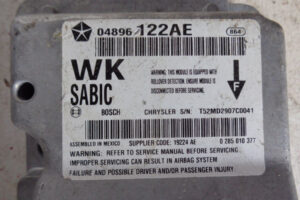 04896122AE 864
WK
SABIC
WARNING: THIS MODULE IS EQUIPPED WITH
ROLLOVER DETECTION. ENSURE MODULE IS
DISCONNECTED BEFORE SERVICING.
F
BOSCH CHRYSLER S/N: T52MD2907C0041
ASSEMBLED IN MEXICO SUPPLIER CODE: 19224 AE 0 285 010 377
WARNING: REFER TO SERVICE MANUAL BEFORE SERVICING.
IMPROPER SERVICING CAN RESULT IN AIRBAG SYSTEM
FAILURE AND POSSIBLE DRIVER AND/OR PASSENGER INJURY